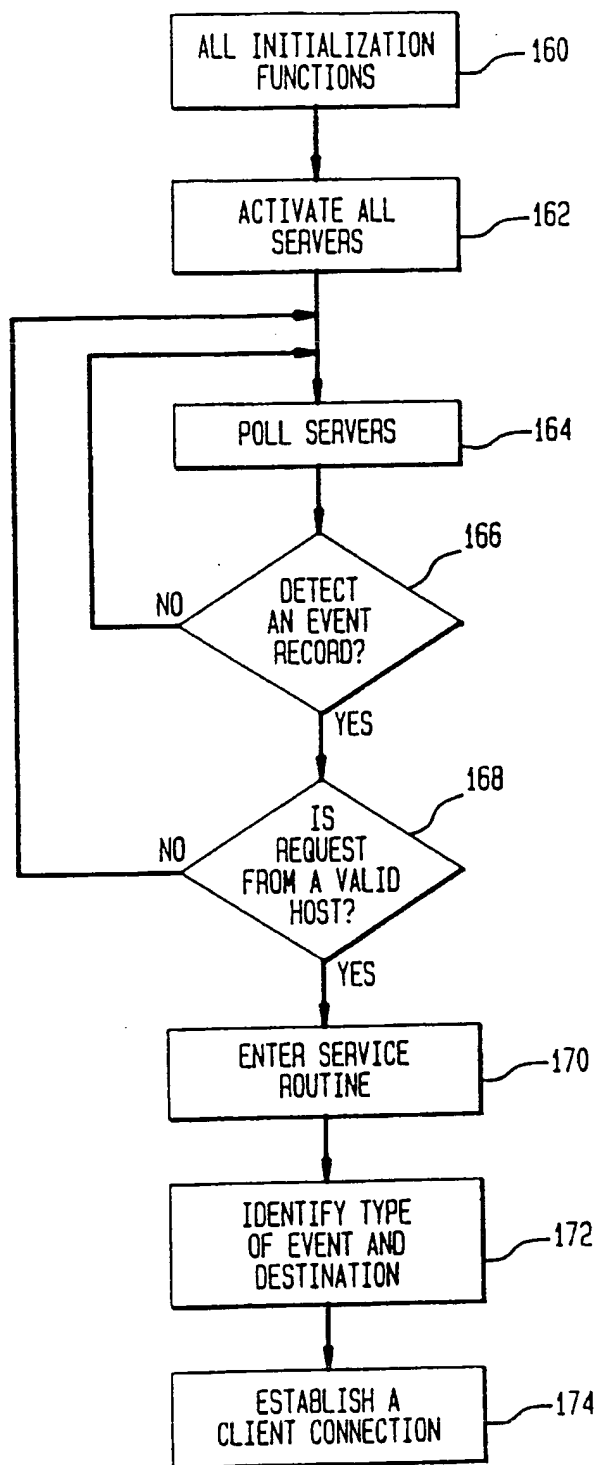 ALL INITIALIZATION
FUNCTIONS
160
ACTIVATE ALL
SERVERS
162
POLL SERVERS
164
166
DETECT
AN EVENT
RECORD?
NO
YES
168
IS
REQUEST
FROM A VALID
HOST?
NO
YES
ENTER SERVICE
ROUTINE
170
IDENTIFY TYPE
OF EVENT AND
DESTINATION
172
ESTABLISH A
CLIENT CONNECTION
174